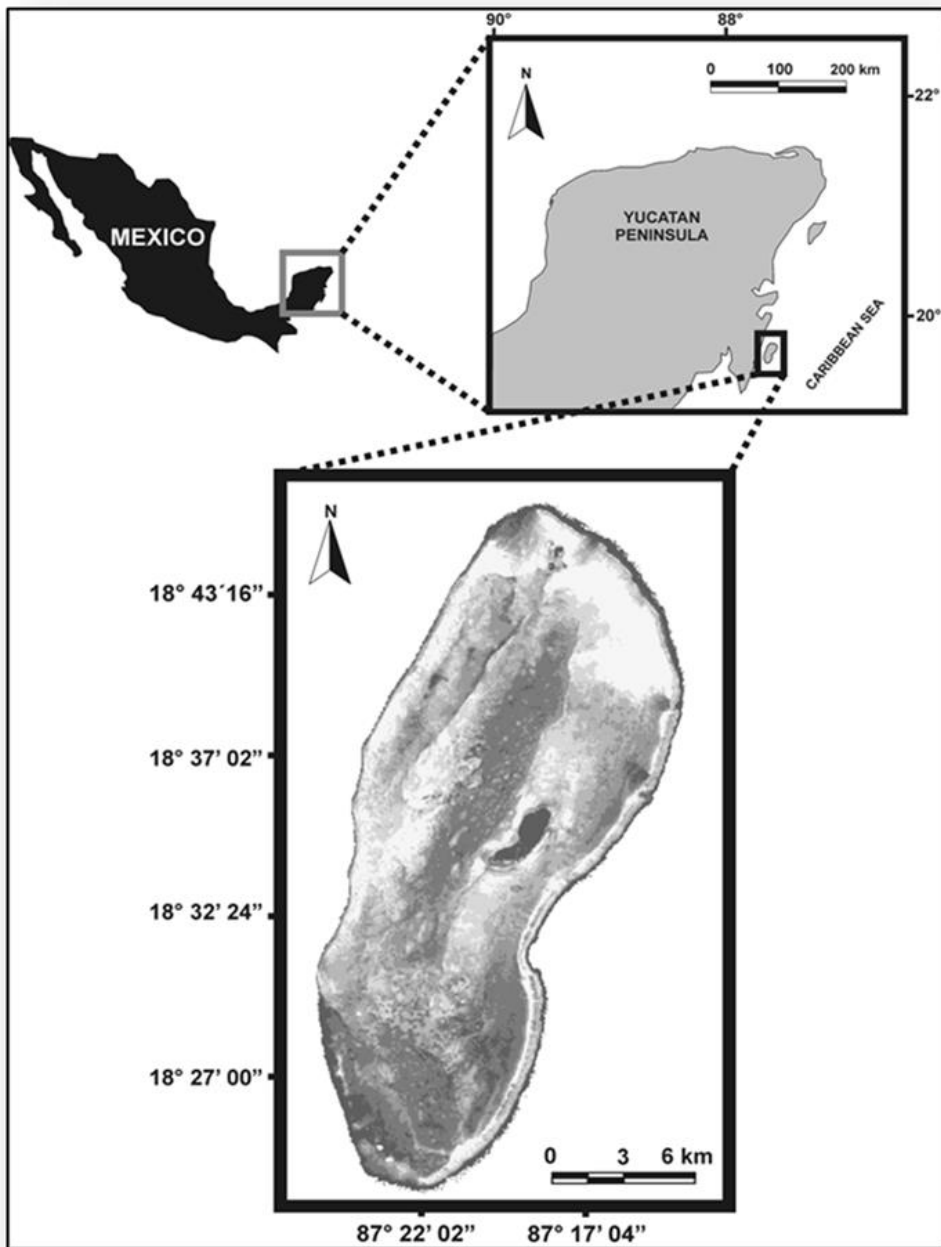 90°
88°
N
0 100 200 km
22°
MEXICO
YUCATAN
PENINSULA
20°
CARIBBEAN SEA
N
18° 43´16”
18° 37’ 02”
18° 32’ 24”
18° 27’ 00”
0 3 6 km
87° 22’ 02”
87° 17’ 04”